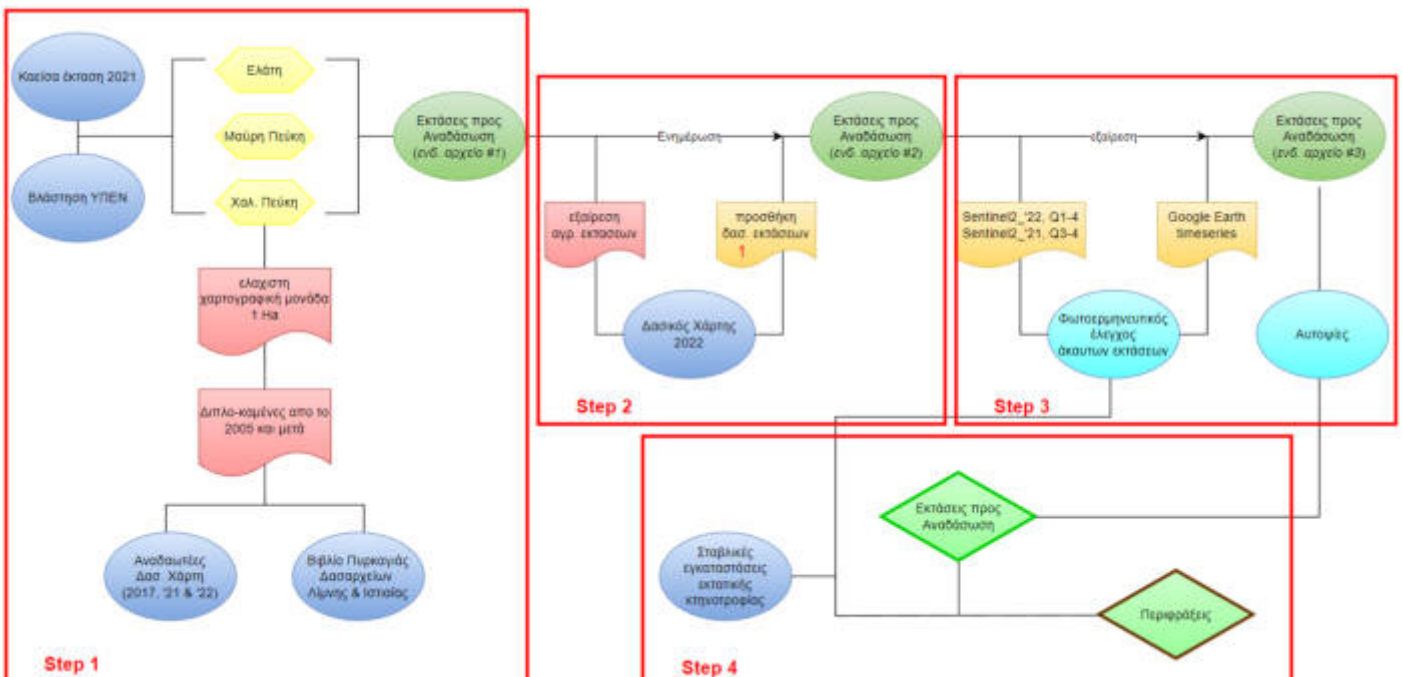 Καείσα έκταση 2021
Βλάστηση ΥΠΕΝ
Ελάτη
Μαύρη Πεύκη
Χαλ. Πεύκη
ελαχιστη
χαρτογραφική μονάδα
1 Ha
Διπλο-καμένες απο το
2005 και μετά
Αναδαωτέες
Δασ. Χάρτη
(2017, '21 & '22)
Βιβλίο Πυρκαγιάς
Δασαρχείων
Λίμνης & Ιστιαίας
Εκτάσεις προς
Αναδάσωση
(ενδ. αρχείο #1)
Step 1
Ενημέρωση
εξαίρεση
αγρ. εκτασεων
προσθήκη
δασ. εκτάσεων
1
Δασικός Χάρτης
2022
Εκτάσεις προς
Αναδάσωση
(ενδ. αρχείο #2)
Step 2
εξαίρεση
Sentinel2_'22, Q1-4
Sentinel2_'21, Q3-4
Google Earth
timeseries
Φωτοερμηνευτικός
έλεγχος
άκαυτων εκτάσεων
Εκτάσεις προς
Αναδάσωση
(ενδ. αρχείο #3)
Αυτοψίες
Step 3
Εκτάσεις προς
Αναδάσωση
Σταβλικές
εγκαταστάσεις
εκτατικής
κτηνοτροφίας
Περιφράξεις
Step 4